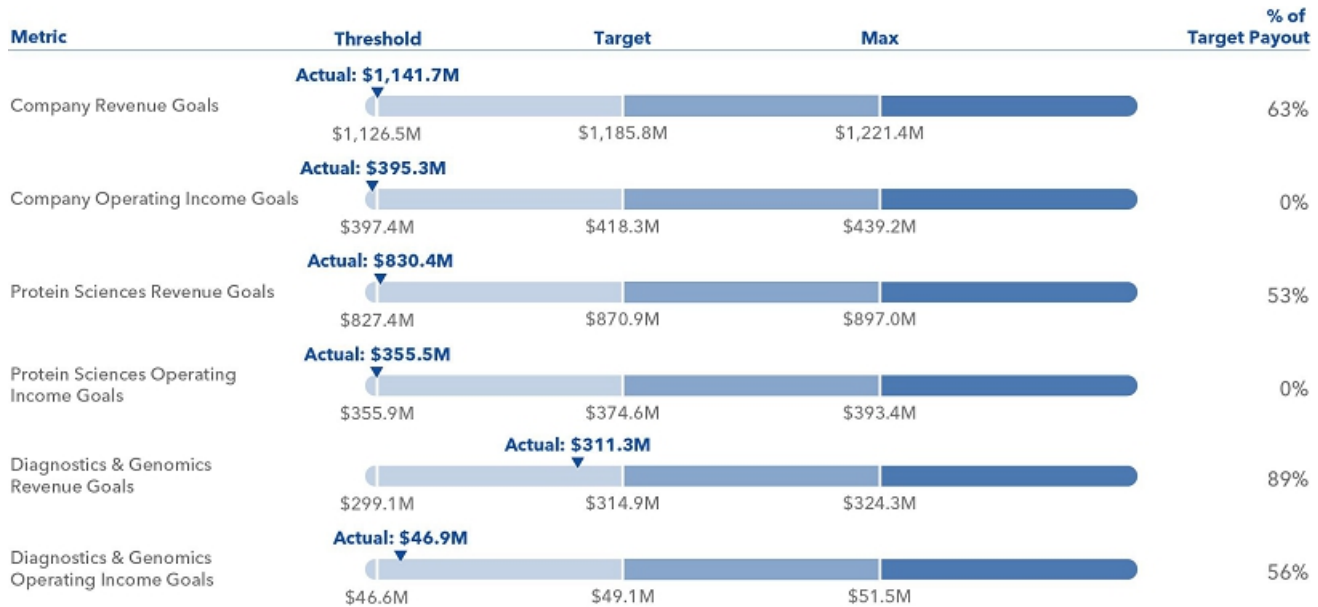 Metric Threshold Target Max % of Target Payout
Actual: $1,141.7M
Company Revenue Goals 63%
$1,126.5M $1,185.8M $1,221.4M
Actual: $395.3M
Company Operating Income Goals 0%
$397.4M $418.3M $439.2M
Actual: $830.4M
Protein Sciences Revenue Goals 53%
$827.4M $870.9M $897.0M
Actual: $355.5M
Protein Sciences Operating
Income Goals 0%
$355.9M $374.6M $393.4M
Actual: $311.3M
Diagnostics & Genomics
Revenue Goals 89%
$299.1M $314.9M $324.3M
Actual: $46.9M
Diagnostics & Genomics
Operating Income Goals 56%
$46.6M $49.1M $51.5M